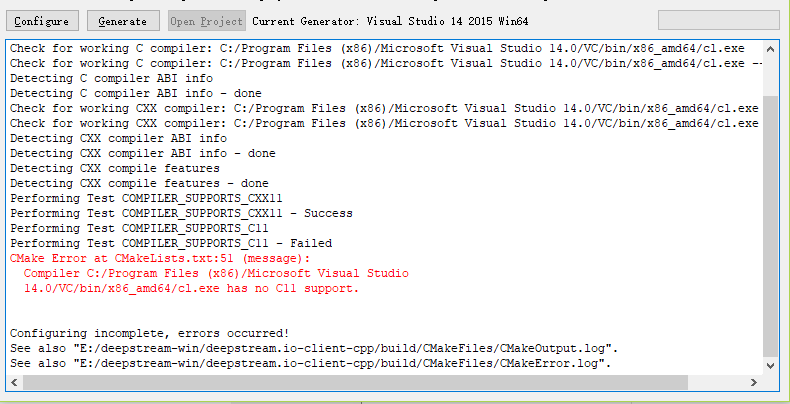 Configure Generate Open Project Current Generator: Visual Studio 14 2015 Win64
Check for working C compiler: C:/Program Files (x86)/Microsoft Visual Studio 14.0/VC/bin/x86_amd64/cl.exe
Check for working C compiler: C:/Program Files (x86)/Microsoft Visual Studio 14.0/VC/bin/x86_amd64/cl.exe --
Detecting C compiler ABI info
Detecting C compiler ABI info - done
Check for working CXX compiler: C:/Program Files (x86)/Microsoft Visual Studio 14.0/VC/bin/x86_amd64/cl.exe
Check for working CXX compiler: C:/Program Files (x86)/Microsoft Visual Studio 14.0/VC/bin/x86_amd64/cl.exe
Detecting CXX compiler ABI info
Detecting CXX compiler ABI info - done
Detecting CXX compile features
Detecting CXX compile features - done
Performing Test COMPILER_SUPPORTS_CXX11
Performing Test COMPILER_SUPPORTS_CXX11 - Success
Performing Test COMPILER_SUPPORTS_C11
Performing Test COMPILER_SUPPORTS_C11 - Failed
CMake Error at CMakeLists.txt:51 (message):
Compiler C:/Program Files (x86)/Microsoft Visual Studio
14.0/VC/bin/x86_amd64/cl.exe has no C11 support.
Configuring incomplete, errors occurred!
See also "E:/deepstream-win/deepstream.io-client-cpp/build/CMakeFiles/CMakeOutput.log".
See also "E:/deepstream-win/deepstream.io-client-cpp/build/CMakeFiles/CMakeError.log".